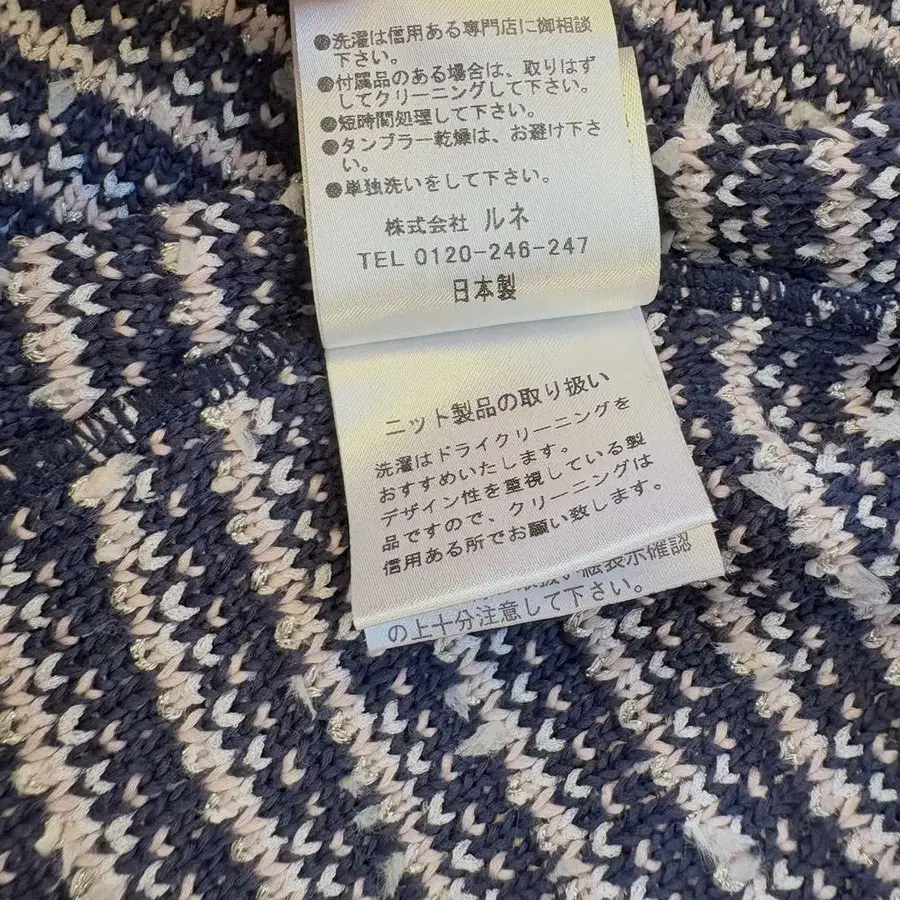 ●洗濯は信用ある専門店に御相談
下さい。
●付属品のある場合は、取りはず
してクリーニングして下さい。
●短時間処理して下さい。
●タンブラー乾燥は、お避け下さ
い。
●単独洗いをして下さい。
株式会社 ルネ
TEL 0120-246-247
日本製
ニット製品の取り扱い
洗濯はドライクリーニングを
おすすめいたします。
デザイン性を重視している製
品ですので、クリーニングは
信用ある所でお願い致します。
絵表示確認
の上十分注意して下さい。